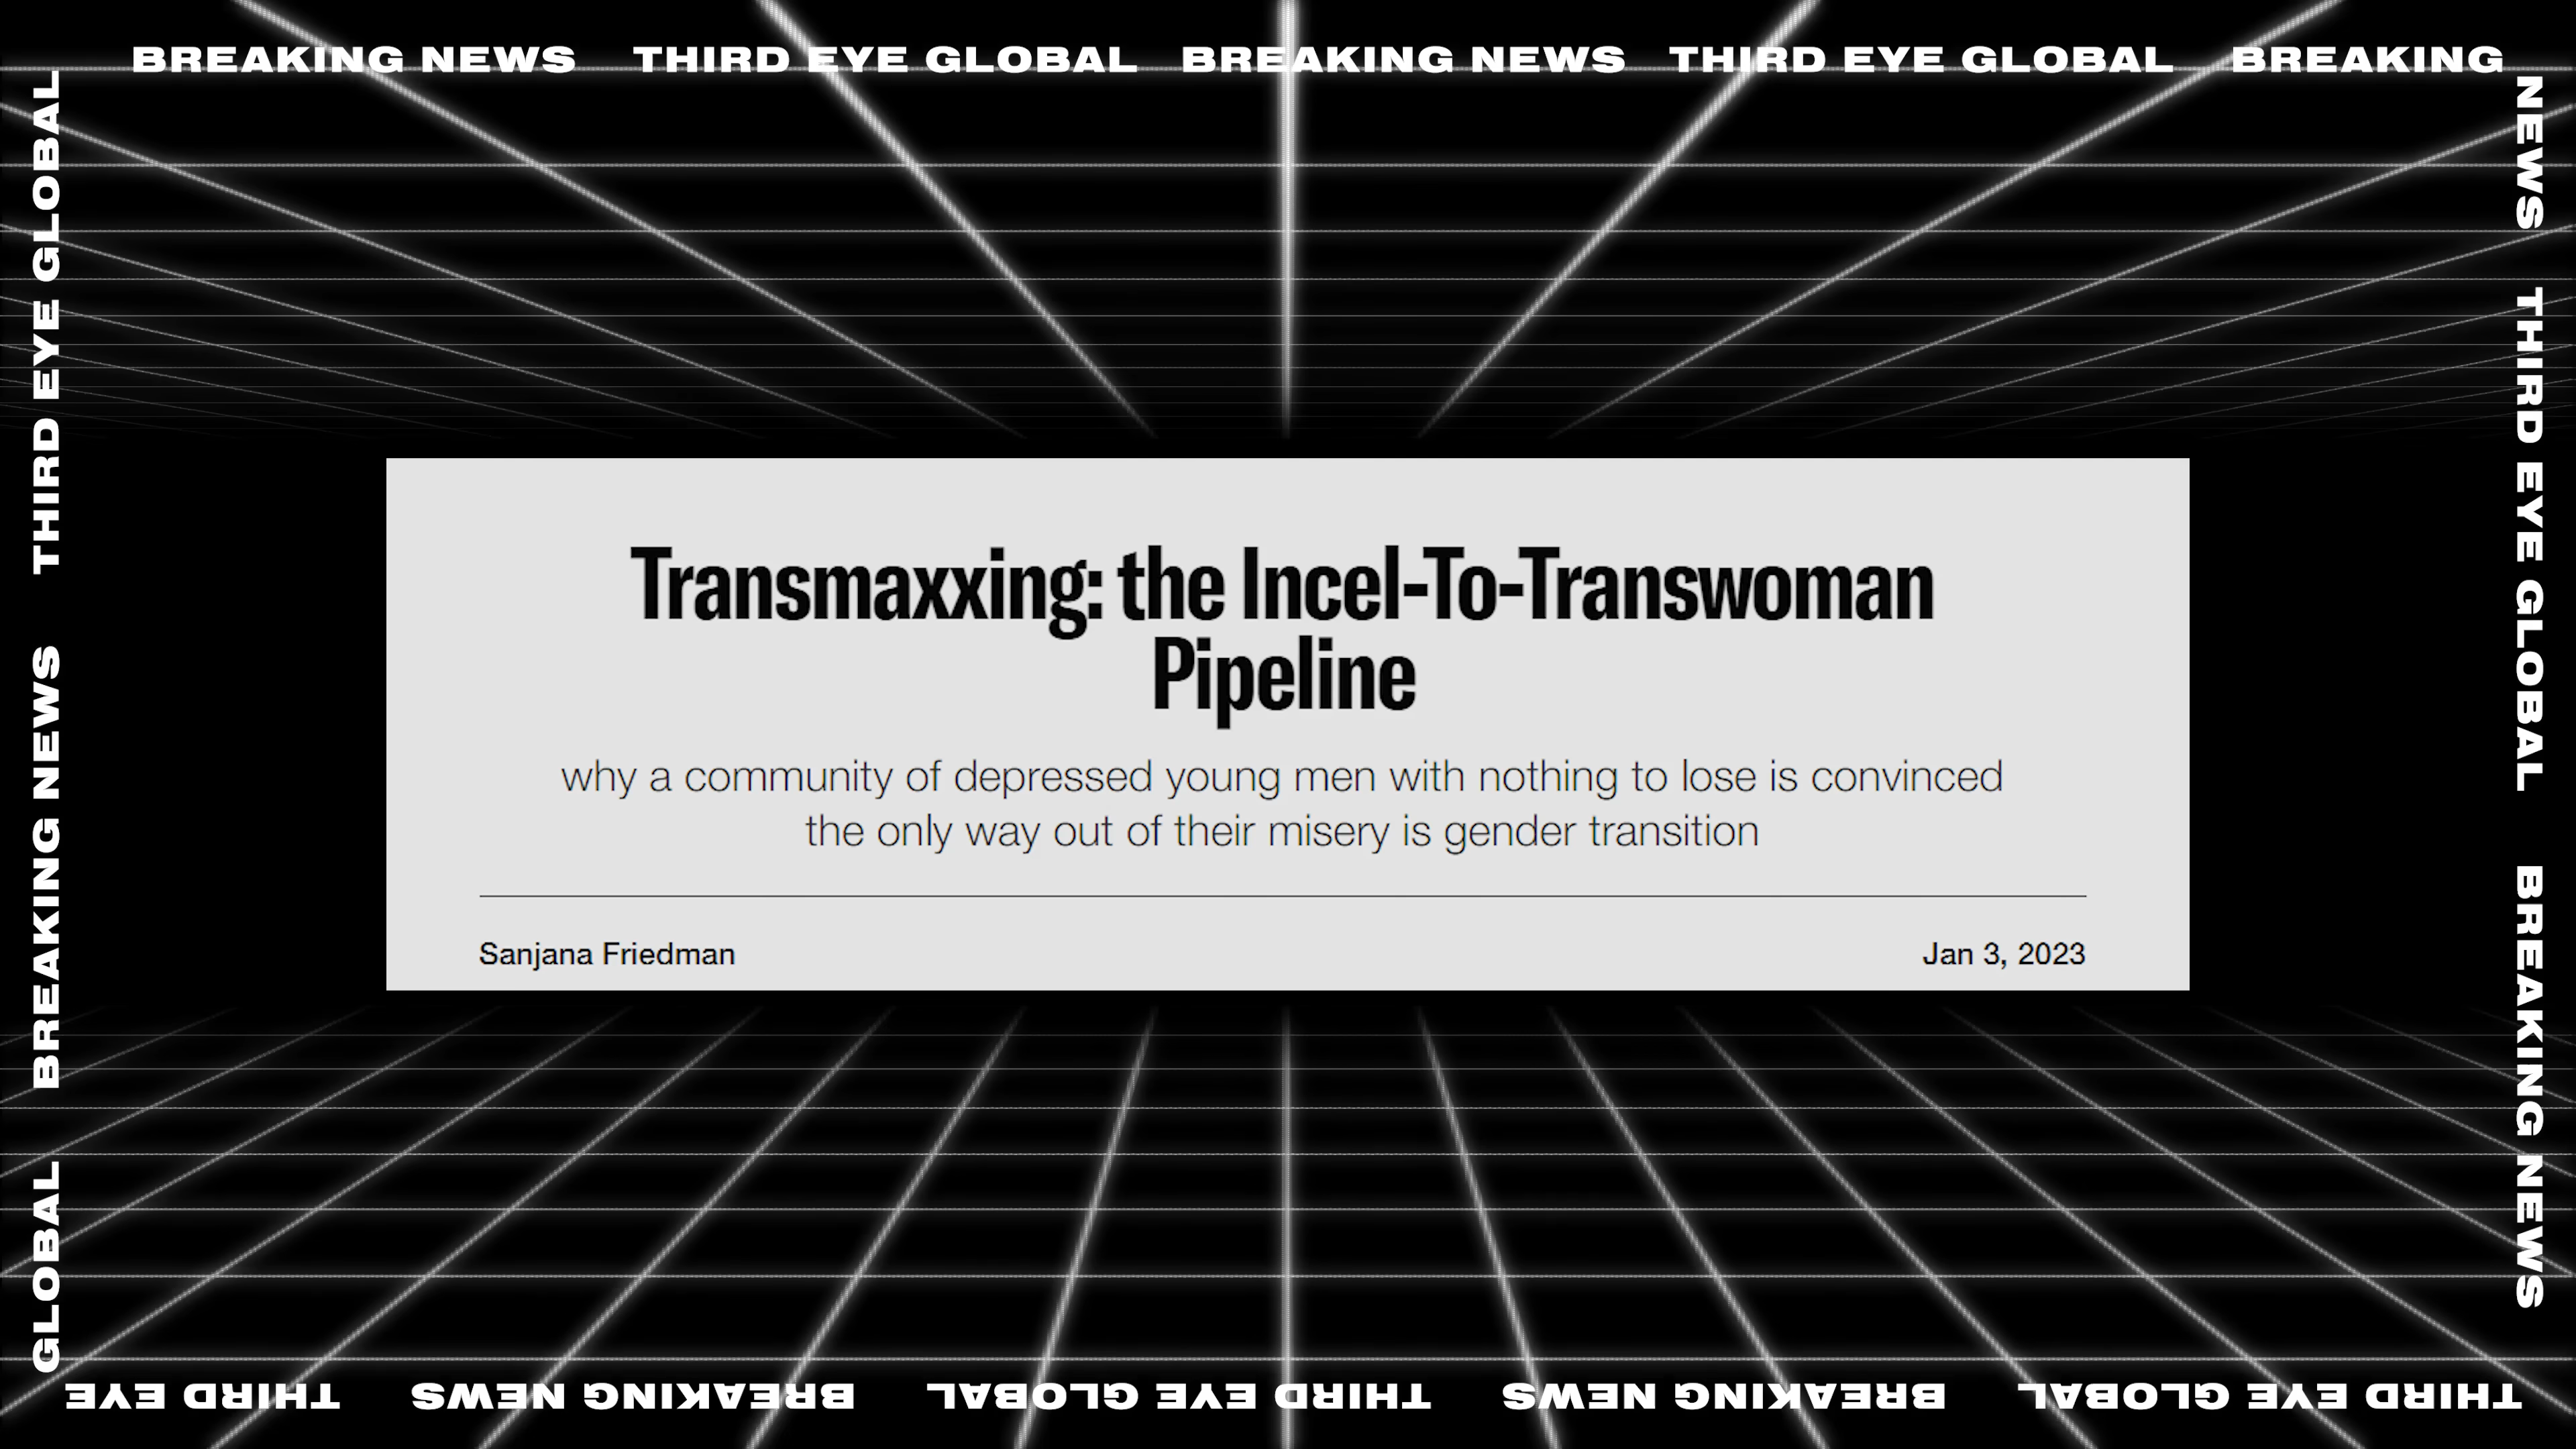 BREAKING NEWS THIRD EYE GLOBAL BREAKING NEWS THIRD EYE GLOBAL BREAKING
NEWS THIRD EYE GLOBAL BREAKING NEWS
Transmaxxing: the Incel-To-Transwoman
Pipeline
why a community of depressed young men with nothing to lose is convinced
the only way out of their misery is gender transition
Sanjana Friedman
Jan 3, 2023
THIRD EYE GLOBAL BREAKING NEWS THIRD EYE GLOBAL BREAKING NEWS THIRD EYE
GLOBAL BREAKING NEWS THIRD EYE GLOBAL